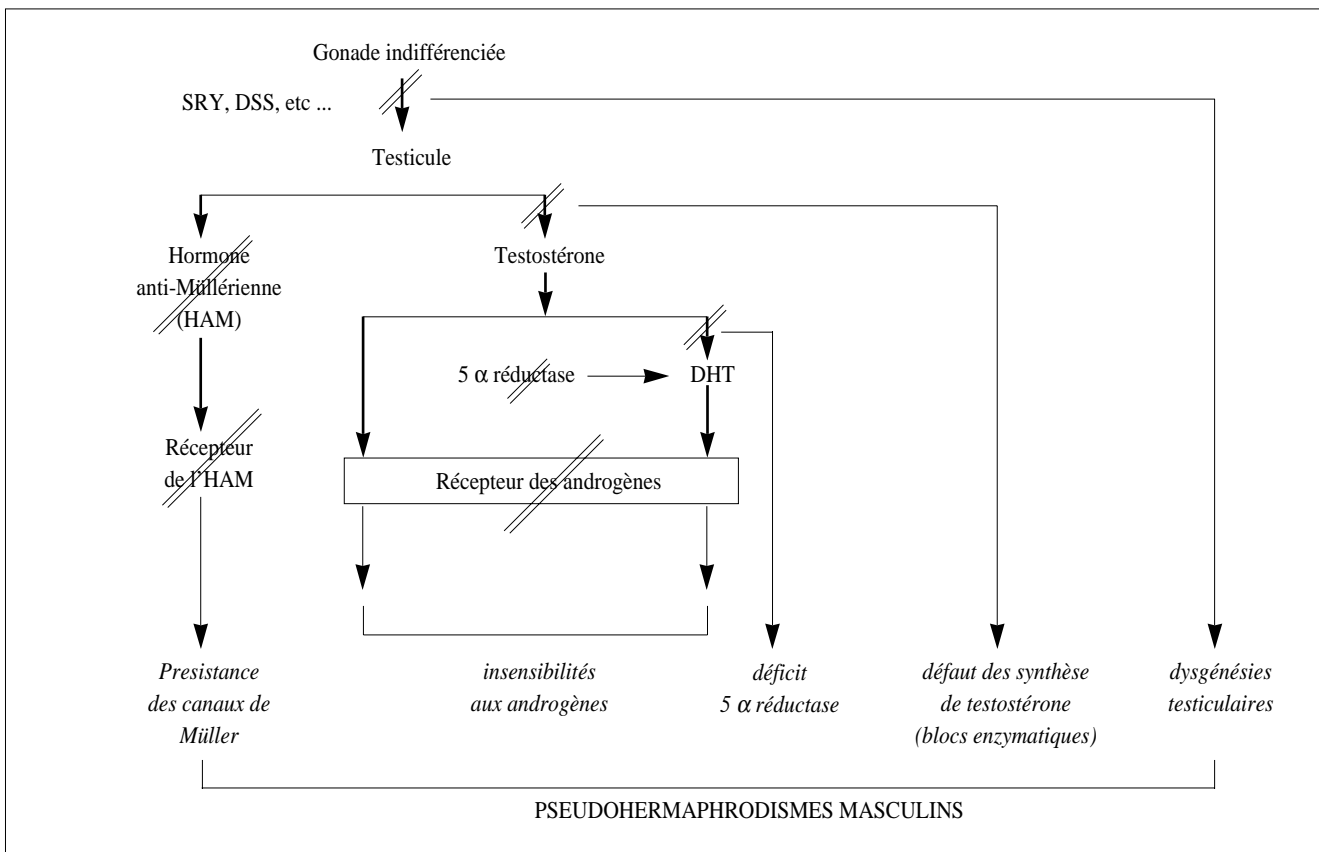 Gonade indifférenciée
SRY, DSS, etc ...
Testicule
Hormone
anti-Müllérienne
(HAM)
Testostérone
5 α réductase
DHT
Récepteur
de l'HAM
Récepteur des androgènes
Presistance
des canaux de
Müller
insensibilités
aux androgènes
déficit
5 α réductase
défaut des synthèse
de testostérone
(blocs enzymatiques)
dysgénésies
testiculaires
PSEUDOHERMAPHRODISMES MASCULINS